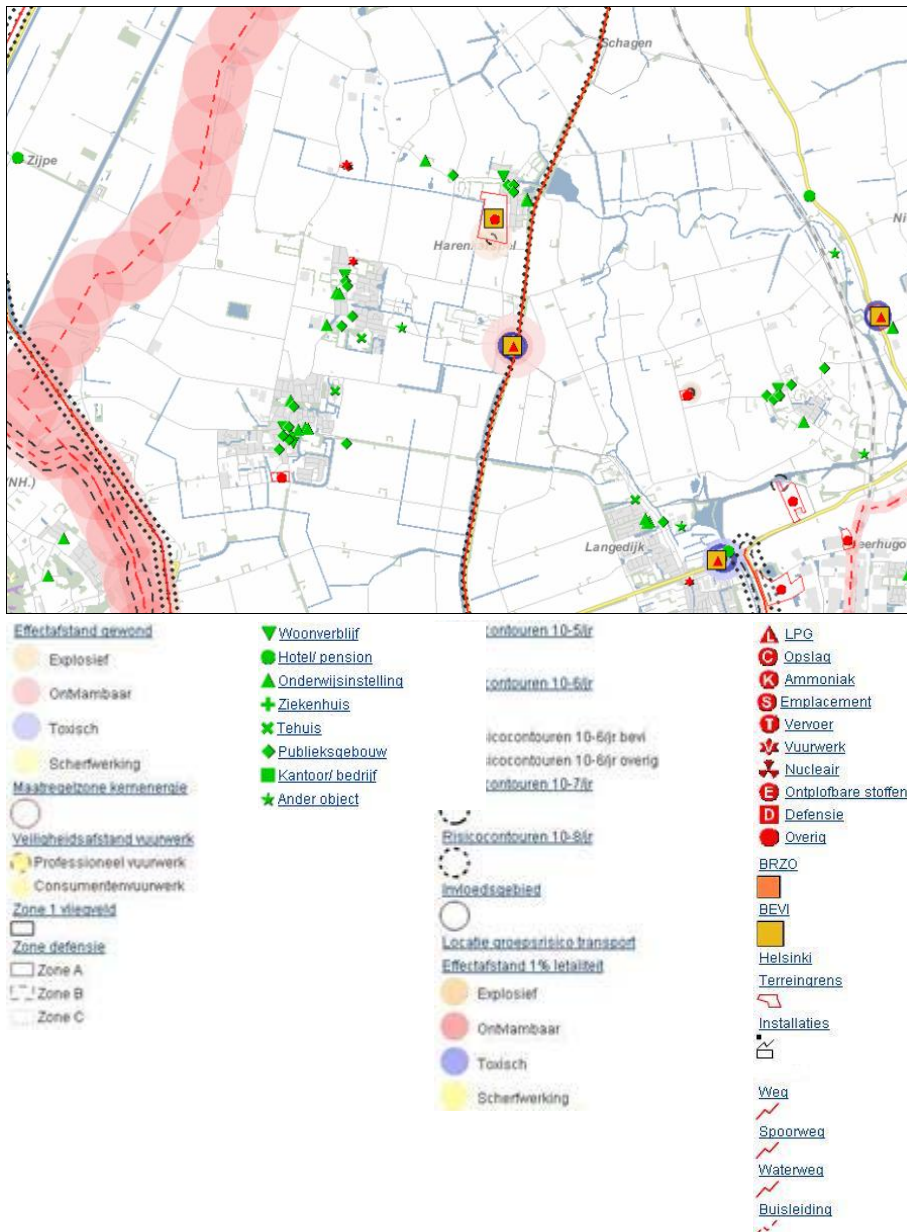 Schagen
Zijpe
Ni
Harenkarspel
(NH.)
Langedijk
eerhugo
Effectafstand gewond
Explosief
Ontvlambaar
Toxisch
Scherfwerking
Maatregelzone kernenergie
Veiligheidsafstand vuurwerk
Professioneel vuurwerk
Consumentenvuurwerk
Zone 1 vliegveld
Zone defensie
Zone A
Zone B
Zone C
Woonverblijf
Hotel/ pension
Onderwijsinstelling
Ziekenhuis
Tehuis
Publieksgebouw
Kantoor/ bedrijf
Ander object
contouren 10-5/jr
contouren 10-6/jr
sicocontouren 10-6/jr bevi
sicocontouren 10-6/jr overig
contouren 10-7/jr
Risicocontouren 10-8/jr
Invloedsgebied
Locatie groepsrisico transport
Effectafstand 1% letaliteit
Explosief
Ontvlambaar
Toxisch
Scherfwerking
L LPG
C Opslag
K Ammoniak
S Emplacement
T Vervoer
Vuurwerk
Nucleair
E Ontplofbare stoffen
D Defensie
Overig
BRZO
BEVI
Helsinki
Terreingrens
Installaties
Weg
Spoorweg
Waterweg
Buisleiding